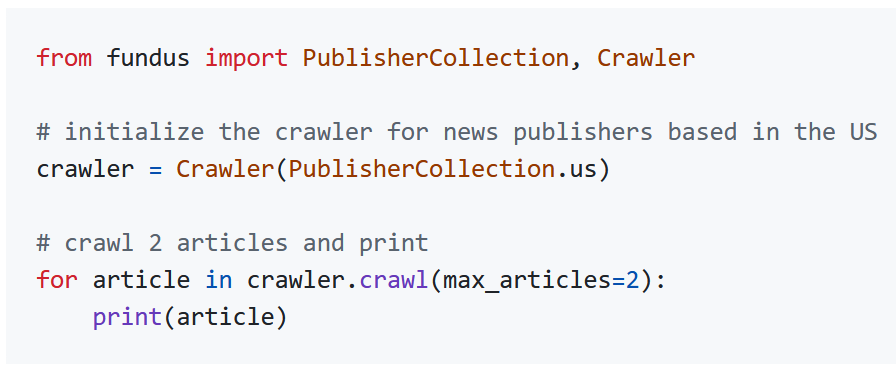 from fundus import PublisherCollection, Crawler
# initialize the crawler for news publishers based in the US
crawler = Crawler(PublisherCollection.us)
# crawl 2 articles and print
for article in crawler.crawl(max_articles=2):
    print(article)